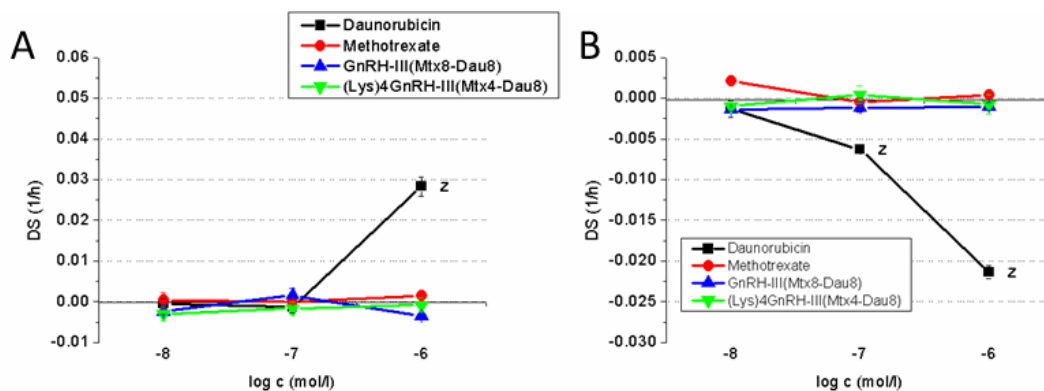 A
Daunorubicin
Methotrexate
GnRH-III(Mtx8-Dau8)
(Lys)4GnRH-III(Mtx4-Dau8)
0.06
0.05
0.04
0.03
0.02
0.01
0.00
-0.01
DS (1/h)
z
-8
-7
-6
log c (mol/l)
B
0.005
0.000
-0.005
-0.010
-0.015
-0.020
-0.025
-0.030
DS (1/h)
z
z
Daunorubicin
Methotrexate
GnRH-III(Mtx8-Dau8)
(Lys)4GnRH-III(Mtx4-Dau8)
-8
-7
-6
log c (mol/l)